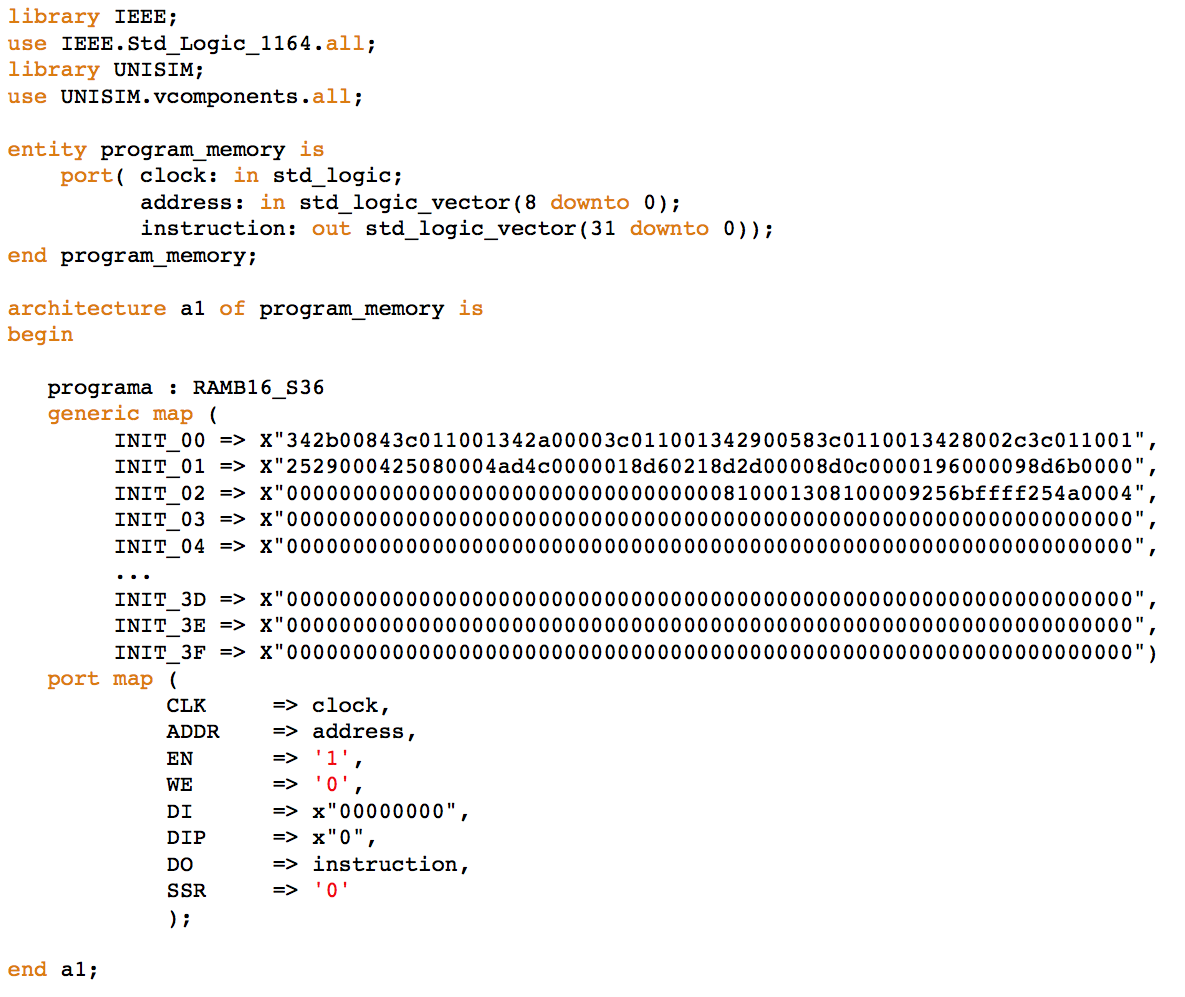 library IEEE;
use IEEE.Std_Logic_1164.all;
library UNISIM;
use UNISIM.vcomponents.all;
entity program_memory is
port( clock: in std_logic;
address: in std_logic_vector(8 downto 0);
instruction: out std_logic_vector(31 downto 0));
end program_memory;
architecture a1 of program_memory is
begin
programa : RAMB16_S36
generic map (
INIT_00 => X"342b00843c011001342a00003c011001342900583c0110013428002c3c011001",
INIT_01 => X"2529000425080004ad4c0000018d60218d2d00008d0c0000196000098d6b0000",
INIT_02 => X"000000000000000000000000000000000810001308100009256bffff254a0004",
INIT_03 => X"0000000000000000000000000000000000000000000000000000000000000000",
INIT_04 => X"0000000000000000000000000000000000000000000000000000000000000000",
...
INIT_3D => X"0000000000000000000000000000000000000000000000000000000000000000",
INIT_3E => X"0000000000000000000000000000000000000000000000000000000000000000",
INIT_3F => X"0000000000000000000000000000000000000000000000000000000000000000")
port map (
CLK => clock,
ADDR => address,
EN => '1',
WE => '0',
DI => x"00000000",
DIP => x"0",
DO => instruction,
SSR => '0'
);
end a1;